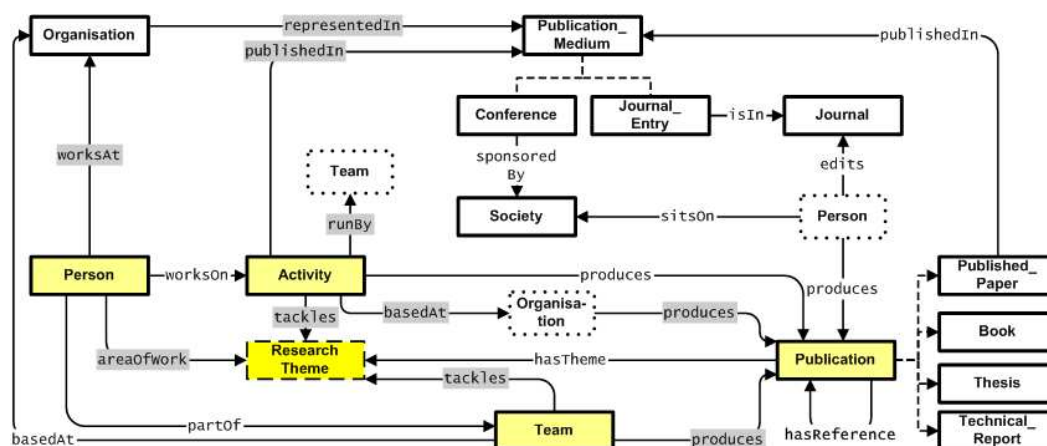 Organisation
representedIn
Publication_
Medium
publishedIn
publishedIn
Conference
Journal_
Entry
isIn
Journal
worksAt
sponsored
By
edits
Team
Society
sitsOn
Person
runBy
Person
worksOn
Activity
produces
produces
Published_
Paper
tackles
basedAt
Organisa-
tion
produces
Book
areaOfWork
Research
Theme
hasTheme
Publication
tackles
Thesis
partOf
hasReference
basedAt
Team
produces
Technical_
Report